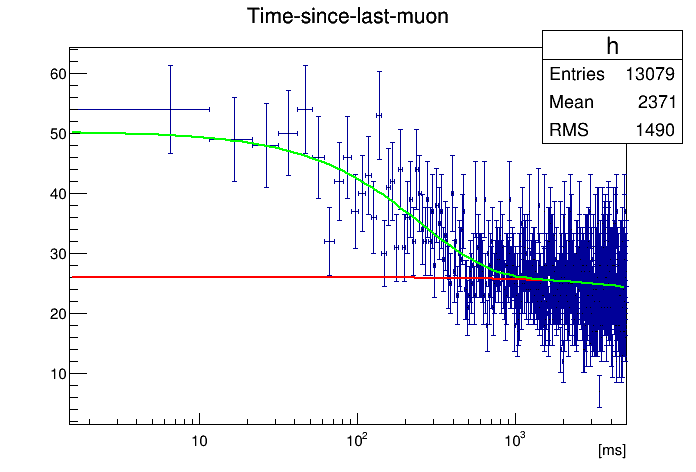 Time-since-last-muon
h
Entries 13079
Mean 2371
RMS 1490
60
50
40
30
20
10
10 10² 10³
[ms]